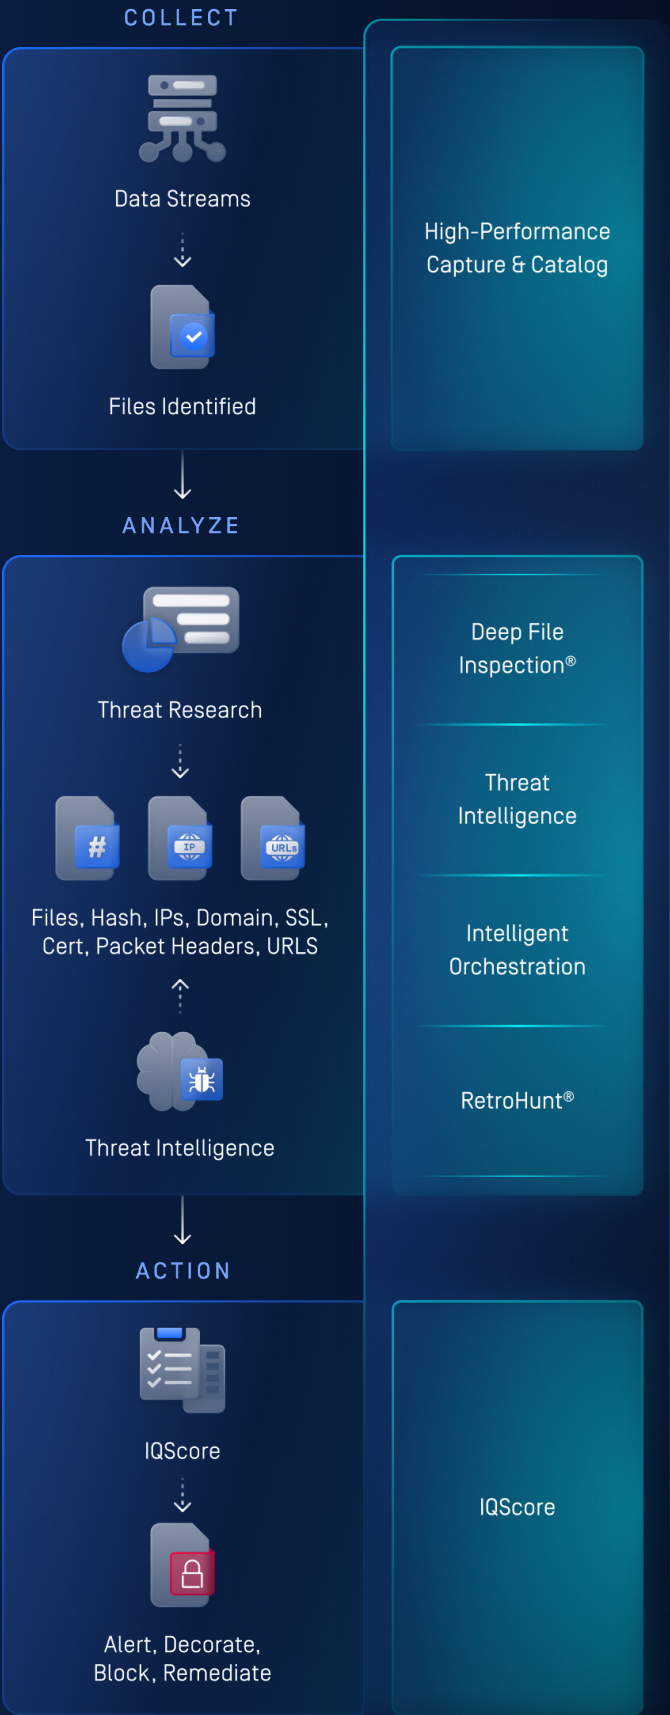 COLLECT
Data Streams
Files Identified
High-Performance
Capture & Catalog
ANALYZE
Threat Research
#
IP
URLs
Files, Hash, IPs, Domain, SSL,
Cert, Packet Headers, URLS
Threat Intelligence
Deep File
Inspection®
Threat
Intelligence
Intelligent
Orchestration
RetroHunt®
ACTION
IQScore
Alert, Decorate,
Block, Remediate
IQScore